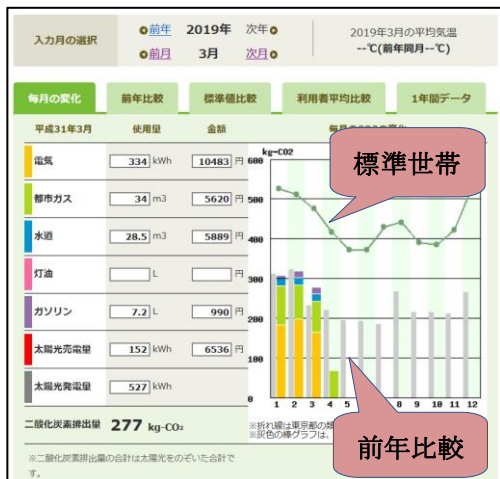 入力月の選択
前年 2019年 次年
前月 3月 次月
2019年3月の平均気温
--℃(前年同月--℃)
毎月の変化 前年比較 標準値比較 利用者平均比較 1年間データ
平成31年3月 使用量 金額
電気 334 kWh 10483 円
都市ガス 34 m3 5620 円
水道 28.5 m3 5889 円
灯油 L 円
ガソリン 7.2 L 990 円
太陽光売電量 152 kWh 6536 円
太陽光発電量 527 kWh
二酸化炭素排出量 277 kg-CO₂
※二酸化炭素排出量の合計は太陽光をのぞいた合計で
す。
kg-CO2
600
500
400
300
200
100
0
1 2 3 4 5 8 9 10 11 12
標準世帯
前年比較
※折れ線は東京都の
※灰色の棒グラフは、